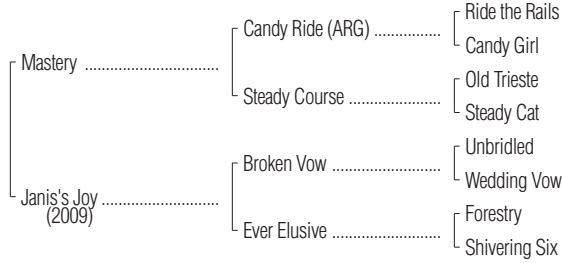 Ride the Rails
Candy Ride (ARG) ................
Candy Girl
Mastery ................................
Old Trieste
Steady Course ......................
Steady Cat
Unbridled
Broken Vow .........................
Wedding Vow
Janis's Joy ............................
(2009)
Forestry
Ever Elusive .........................
Shivering Six